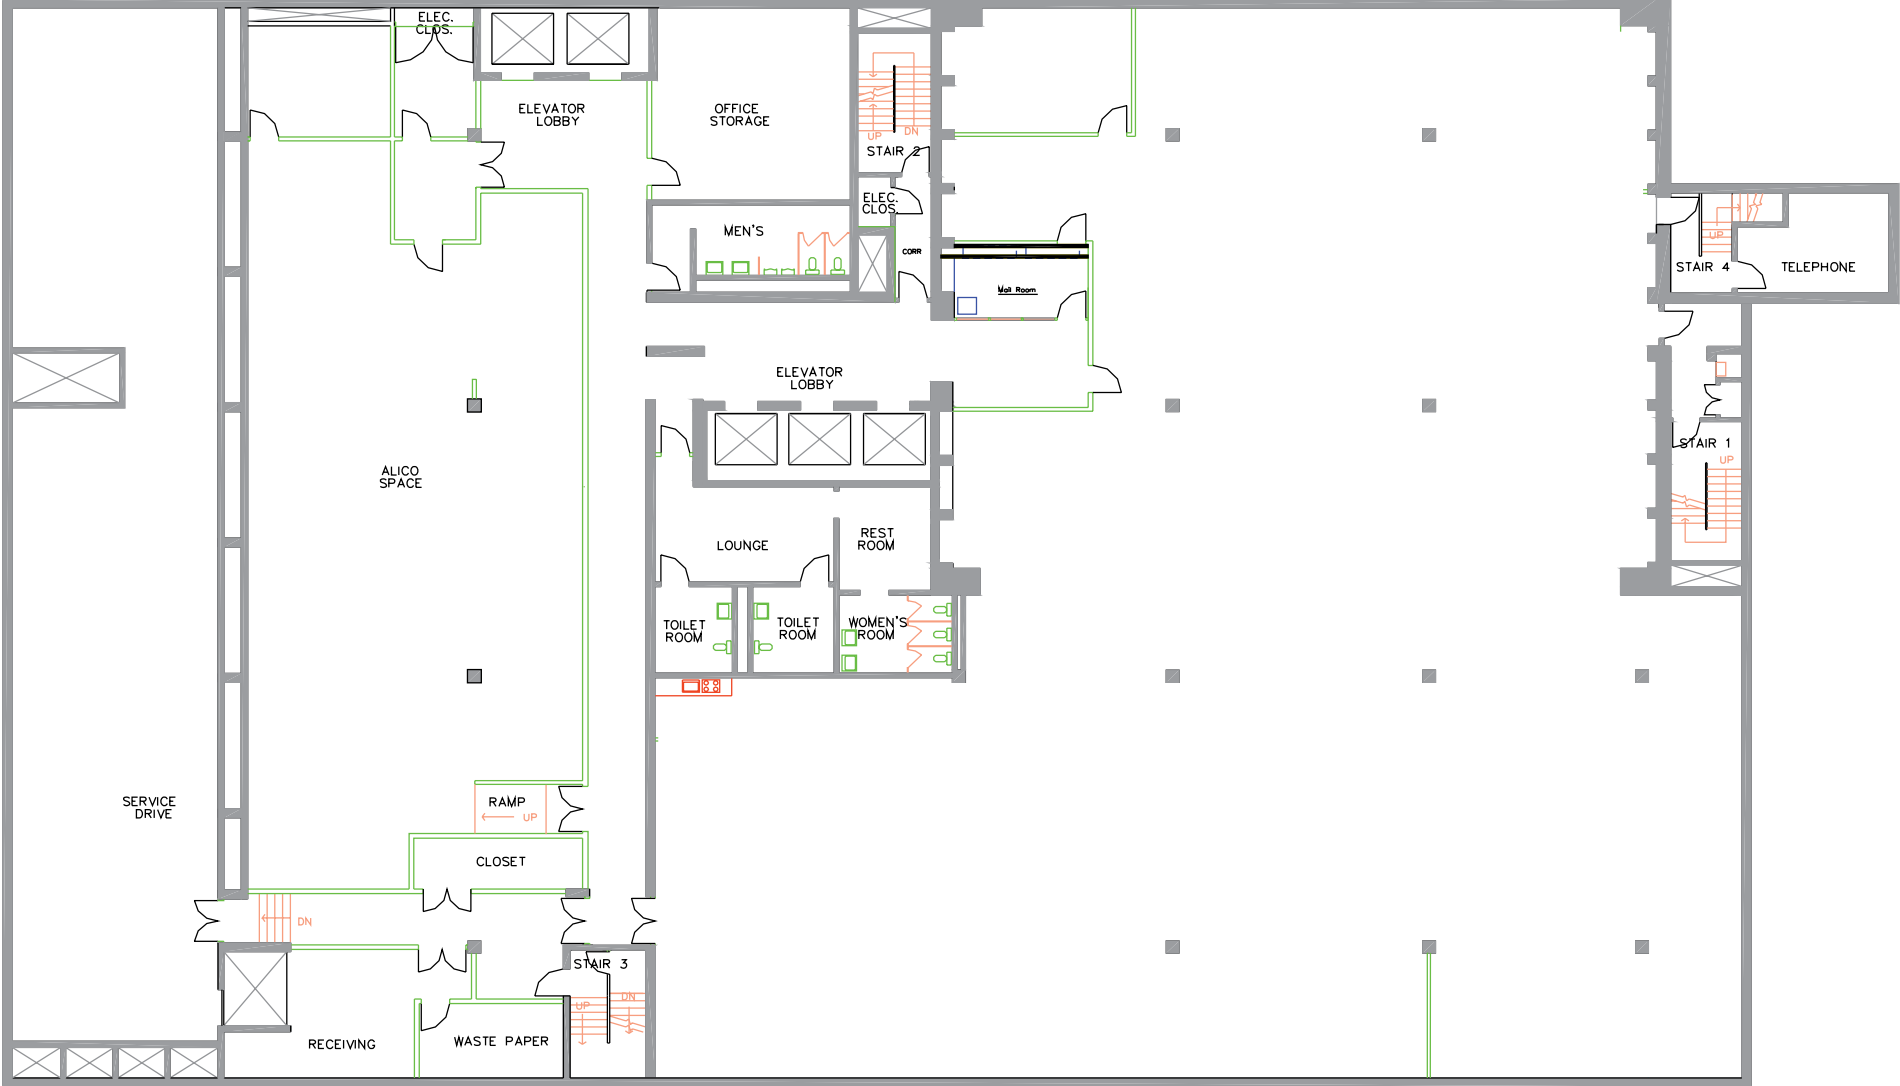 ELEC.
CLOS.
ELEVATOR
LOBBY
OFFICE
STORAGE
UP
DN
STAIR 2
ELEC.
CLOS.
MEN'S
CORR
Mail Room
UP
STAIR 4
TELEPHONE
ELEVATOR
LOBBY
STAIR 1
UP
ALICO
SPACE
LOUNGE
REST
ROOM
TOILET
ROOM
TOILET
ROOM
WOMEN'S
ROOM
SERVICE
DRIVE
RAMP
UP
CLOSET
DN
STAIR 3
UP
DN
RECEIVING
WASTE PAPER